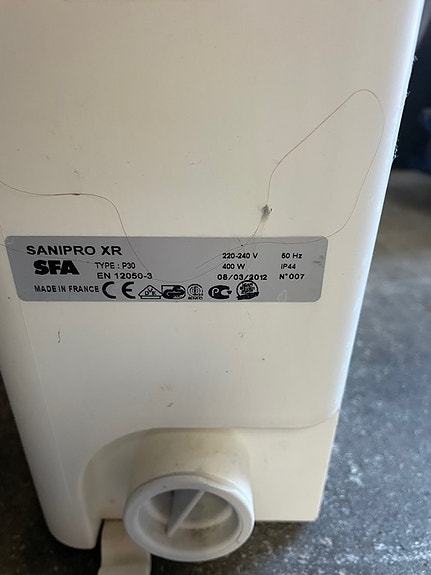 SANIPRO XR
SFA TYPE : P30
EN 12050-3
MADE IN FRANCE CE
220-240 V 50 Hz
400 W IP44
08/03/2012 N°007